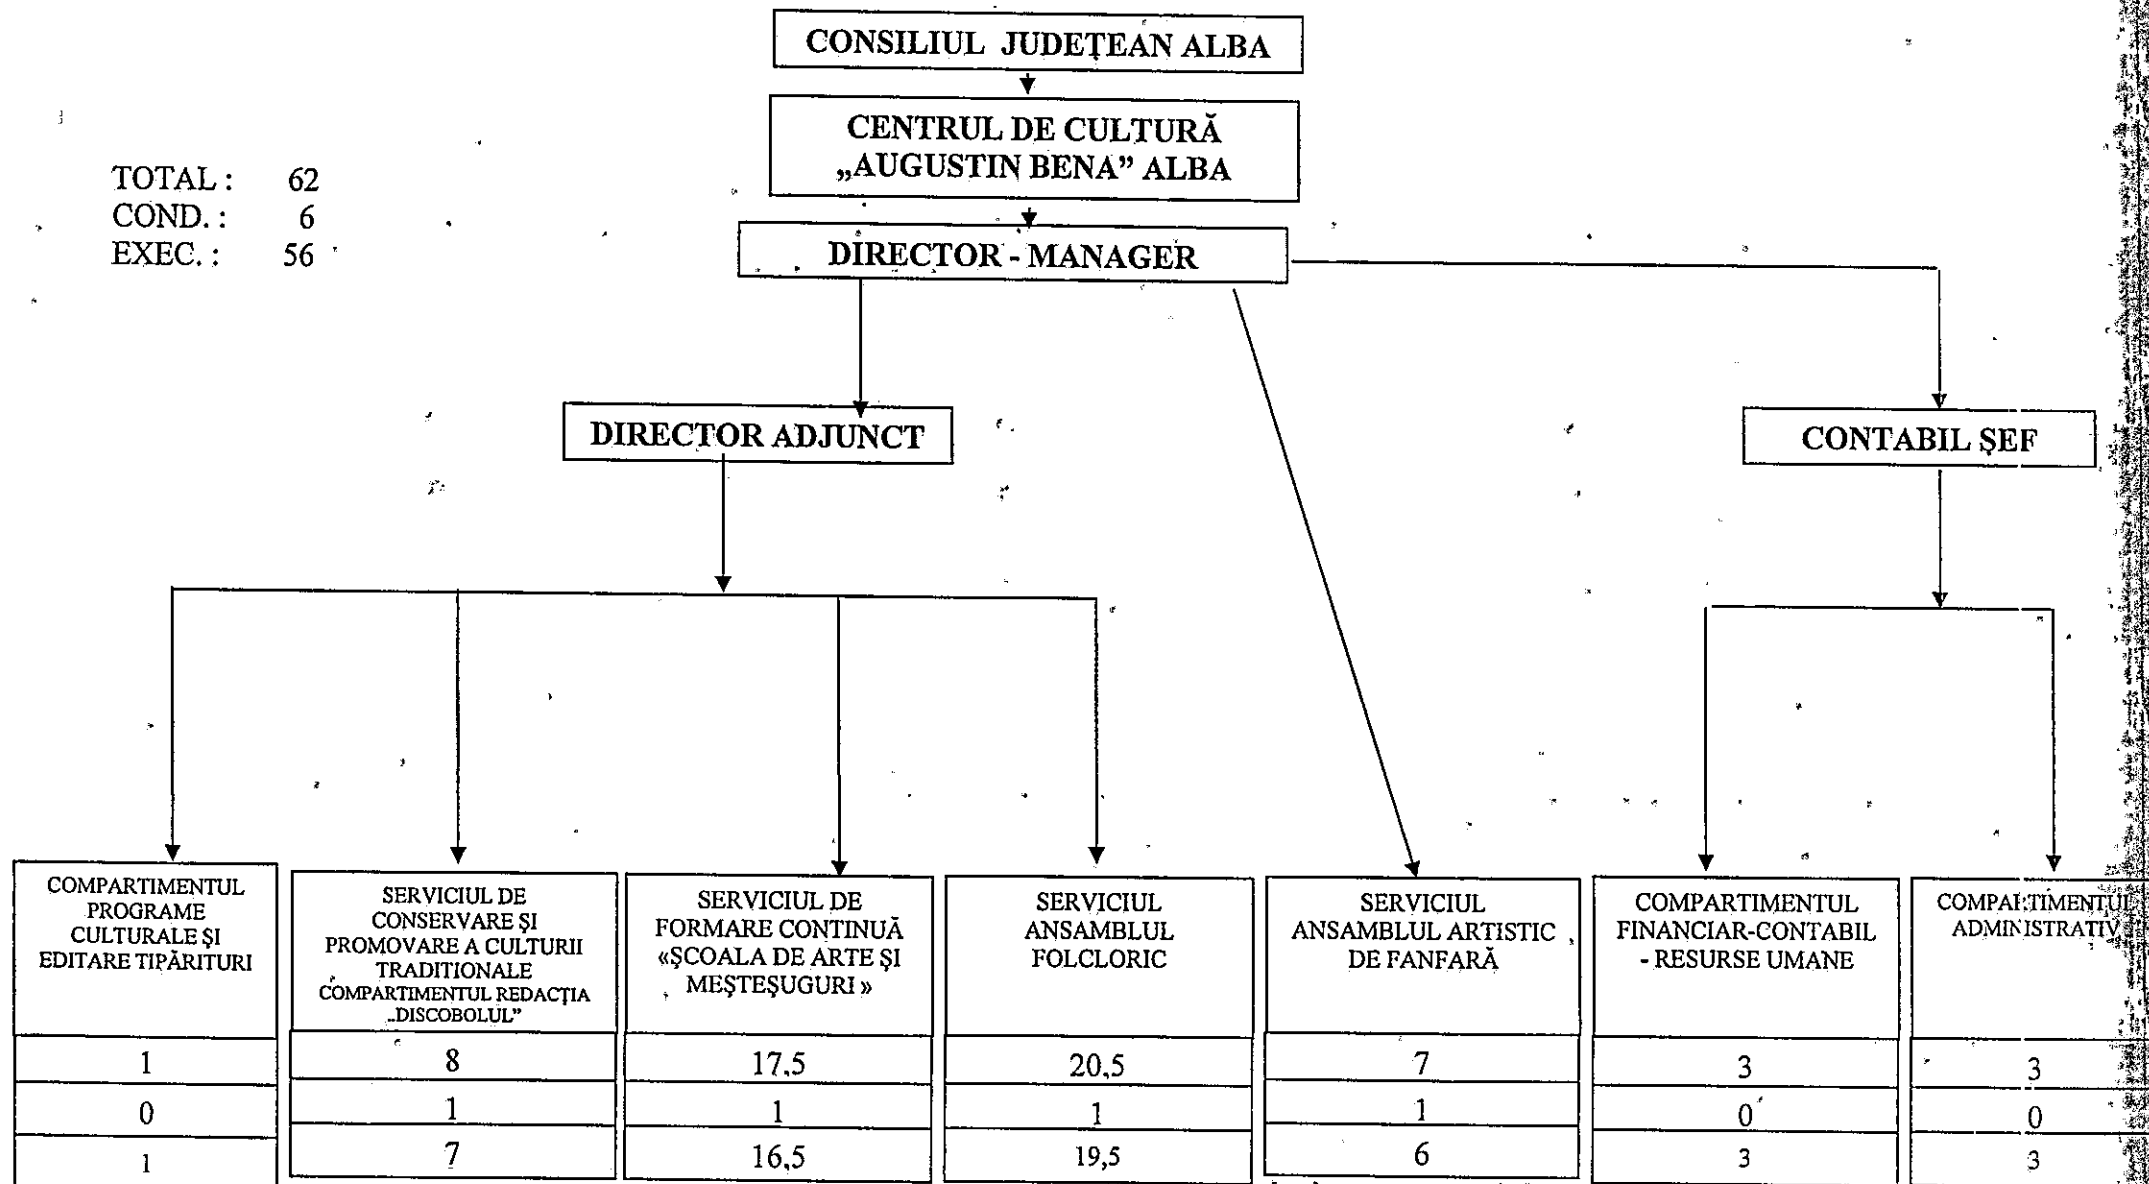 CONSILIUL JUDEŢEAN ALBA
CENTRUL DE CULTURĂ
„AUGUSTIN BENA” ALBA
TOTAL : 62
COND. : 6
EXEC. : 56
DIRECTOR - MANAGER
DIRECTOR ADJUNCT
CONTABIL ŞEF
COMPARTIMENTUL
PROGRAME
CULTURALE ŞI
EDITARE TIPĂRITURI
SERVICIUL DE
CONSERVARE ŞI
PROMOVARE A CULTURII
TRADITIONALE
COMPARTIMENTUL REDACŢIA
„DISCOBOLUL”
SERVICIUL DE
FORMARE CONTINUĂ
«ŞCOALA DE ARTE ŞI
MEŞTEŞUGURI »
SERVICIUL
ANSAMBLUL
FOLCLORIC
SERVICIUL
ANSAMBLUL ARTISTIC
DE FANFARĂ
COMPARTIMENTUL
FINANCIAR-CONTABIL
- RESURSE UMANE
COMPARTIMENTUL
ADMINISTRATIV
1 8 17,5 20,5 7 3 3
0 1 1 1 1 0 0
1 7 16,5 19,5 6 3 3